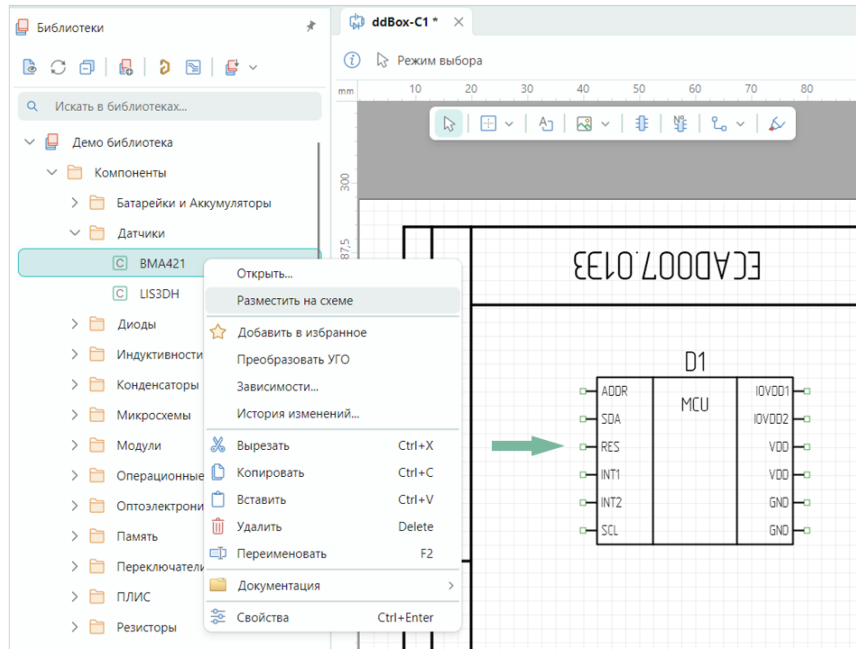 Библиотеки
ddBox-C1 *
Режим выбора
mm 10 20 30 40 50 60 70 80
Искать в библиотеках...
Демо библиотека
Компоненты
Батарейки и Аккумуляторы
Датчики
BMA421
LIS3DH
Диоды
Индуктивности
Конденсаторы
Микросхемы
Модули
Операционные
Оптоэлектрони
Память
Переключатели
ПЛИС
Резисторы
Открыть...
Разместить на схеме
Добавить в избранное
Преобразовать УГО
Зависимости...
История изменений...
Вырезать Ctrl+X
Копировать Ctrl+C
Вставить Ctrl+V
Удалить Delete
Переименовать F2
Документация
Свойства Ctrl+Enter
300
87,5
ECAD007.0133
D1
MCU
ADDR IOVDD1
SDA IOVDD2
RES VDD
INT1 VDD
INT2 GND
SCL GND